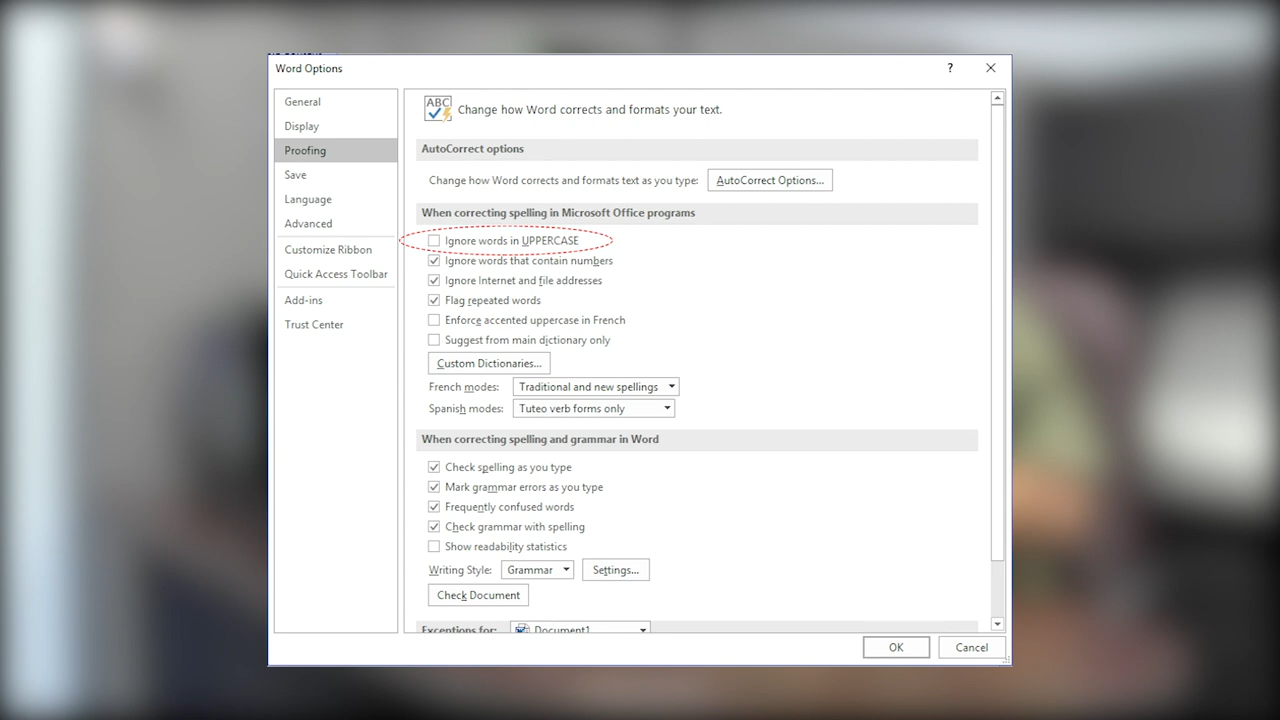 Word Options ?
General
Display
Proofing
Save
Language
Advanced
Customize Ribbon
Quick Access Toolbar
Add-ins
Trust Center
ABC
Change how Word corrects and formats your text.
AutoCorrect options
Change how Word corrects and formats text as you type: AutoCorrect Options...
When correcting spelling in Microsoft Office programs
Ignore words in UPPERCASE
Ignore words that contain numbers
Ignore Internet and file addresses
Flag repeated words
Enforce accented uppercase in French
Suggest from main dictionary only
Custom Dictionaries...
French modes: Traditional and new spellings
Spanish modes: Tuteo verb forms only
When correcting spelling and grammar in Word
Check spelling as you type
Mark grammar errors as you type
Frequently confused words
Check grammar with spelling
Show readability statistics
Writing Style: Grammar Settings...
Check Document
Exceptions for: Document1
OK Cancel